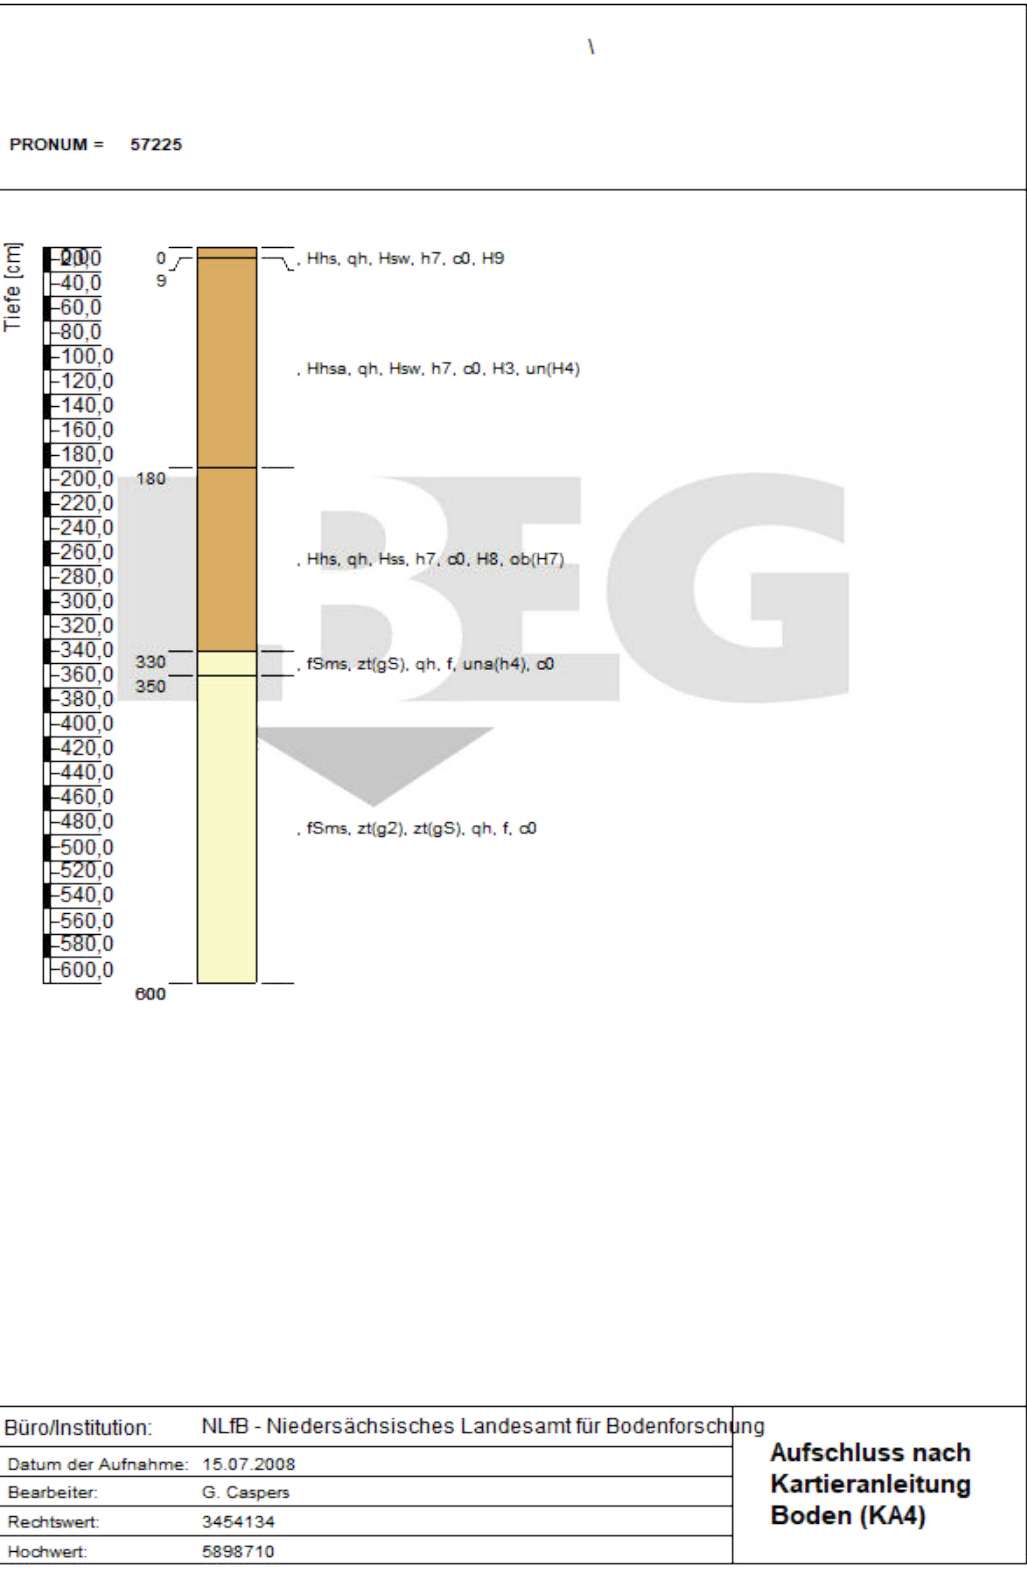 \
PRONUM = 57225
Tiefe [cm]
0,0
20,0
40,0
60,0
80,0
100,0
120,0
140,0
160,0
180,0
200,0
220,0
240,0
260,0
280,0
300,0
320,0
340,0
360,0
380,0
400,0
420,0
440,0
460,0
480,0
500,0
520,0
540,0
560,0
580,0
600,0
0
9
180
330
350
600
, Hhs, qh, Hsw, h7, c0, H9
, Hhsa, qh, Hsw, h7, c0, H3, un(H4)
, Hhs, qh, Hss, h7, c0, H8, ob(H7)
, fSms, zt(gS), qh, f, una(h4), c0
, fSms, zt(g2), zt(gS), qh, f, c0
LBEG
Büro/Institution: NLfB - Niedersächsisches Landesamt für Bodenforschung
Datum der Aufnahme: 15.07.2008
Bearbeiter: G. Caspers
Rechtswert: 3454134
Hochwert: 5898710
Aufschluss nach
Kartieranleitung
Boden (KA4)